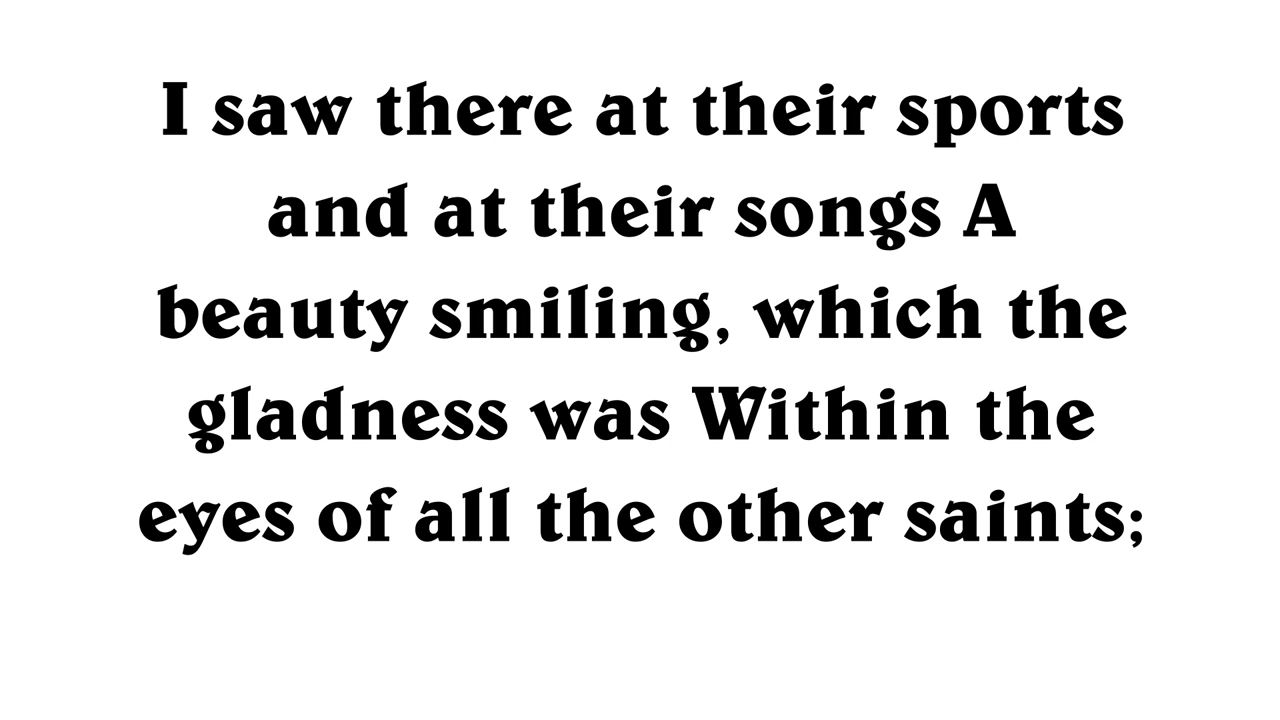 I saw there at their sports
and at their songs A
beauty smiling, which the
gladness was Within the
eyes of all the other saints;